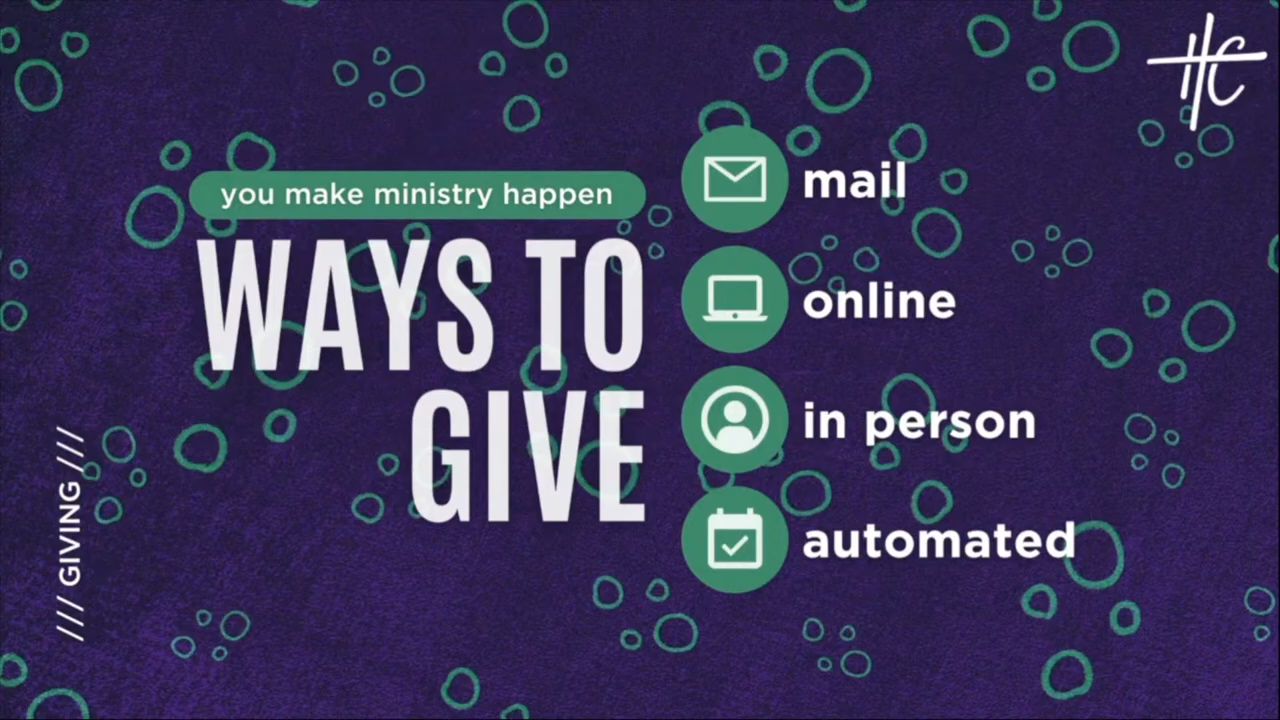 you make ministry happen
WAYS TO
GIVE
mail
online
in person
automated
/// GIVING ///